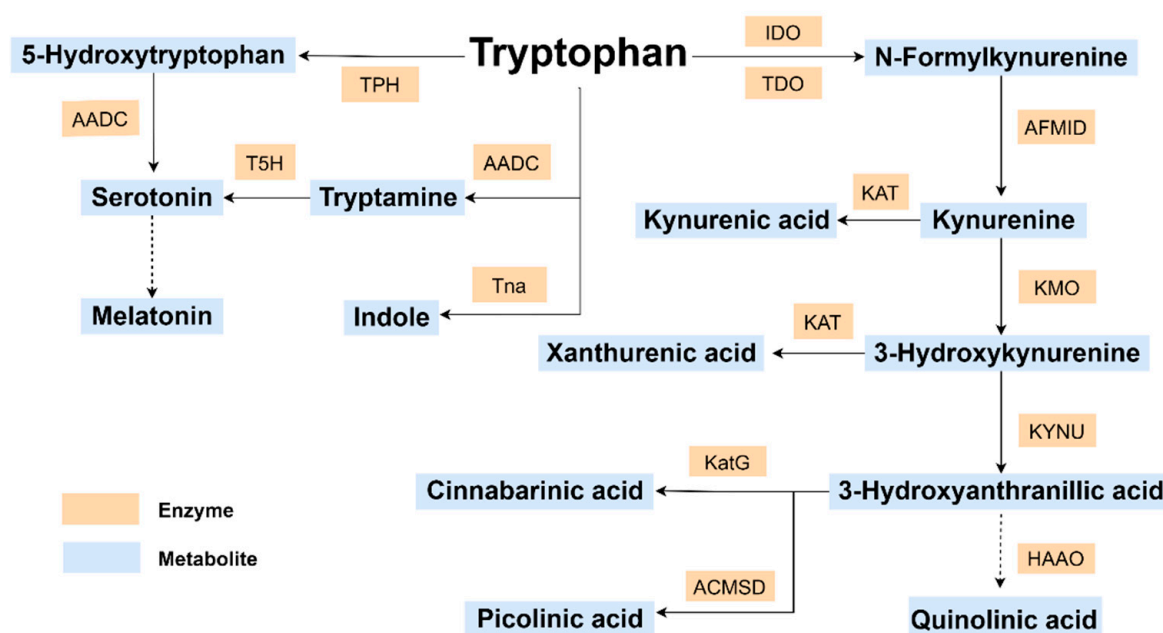 Tryptophan
IDO
5-Hydroxytryptophan
N-Formylkynurenine
TPH
TDO
AADC
AFMID
T5H
AADC
Serotonin
Tryptamine
KAT
Kynurenic acid
Kynurenine
Tna
KMO
Melatonin
Indole
KAT
Xanthurenic acid
3-Hydroxykynurenine
KYNU
KatG
Cinnabarinic acid
3-Hydroxyanthranillic acid
Enzyme
Metabolite
HAAO
ACMSD
Picolinic acid
Quinolinic acid